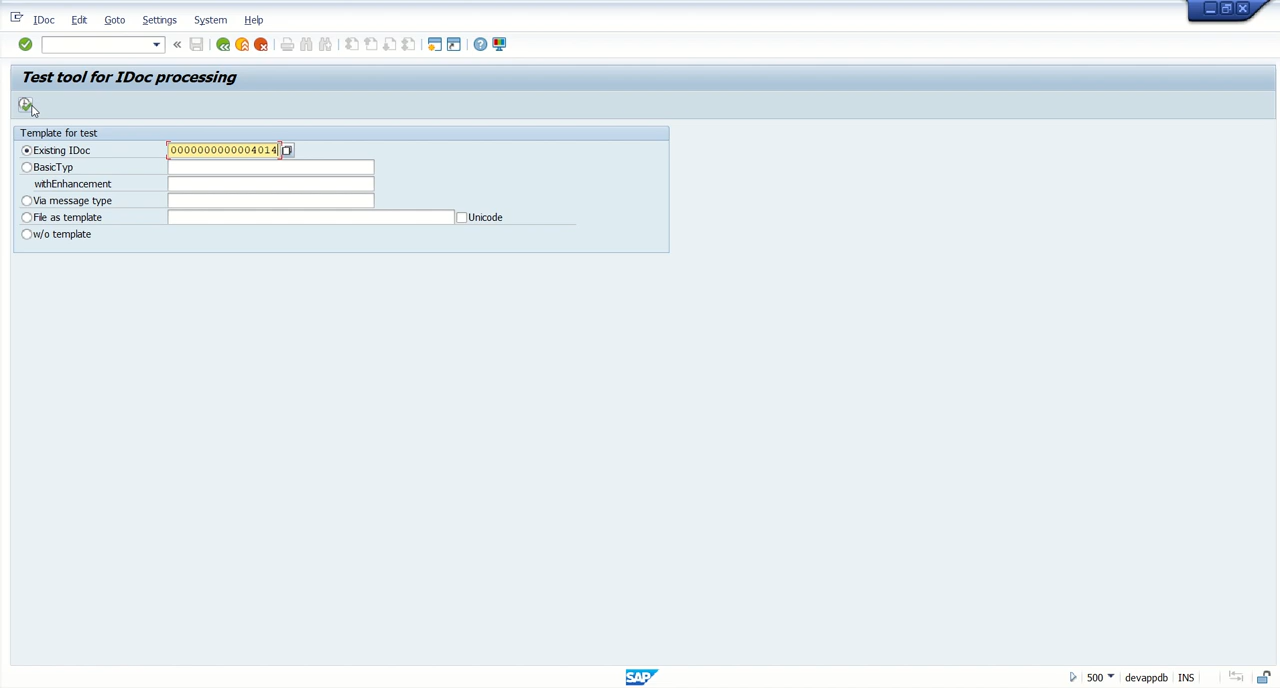 IDoc Edit Goto Settings System Help
Test tool for IDoc processing
Template for test
Existing IDoc 0000000000004014
BasicTyp
withEnhancement
Via message type
File as template Unicode
w/o template
SAP 500 devappdb INS